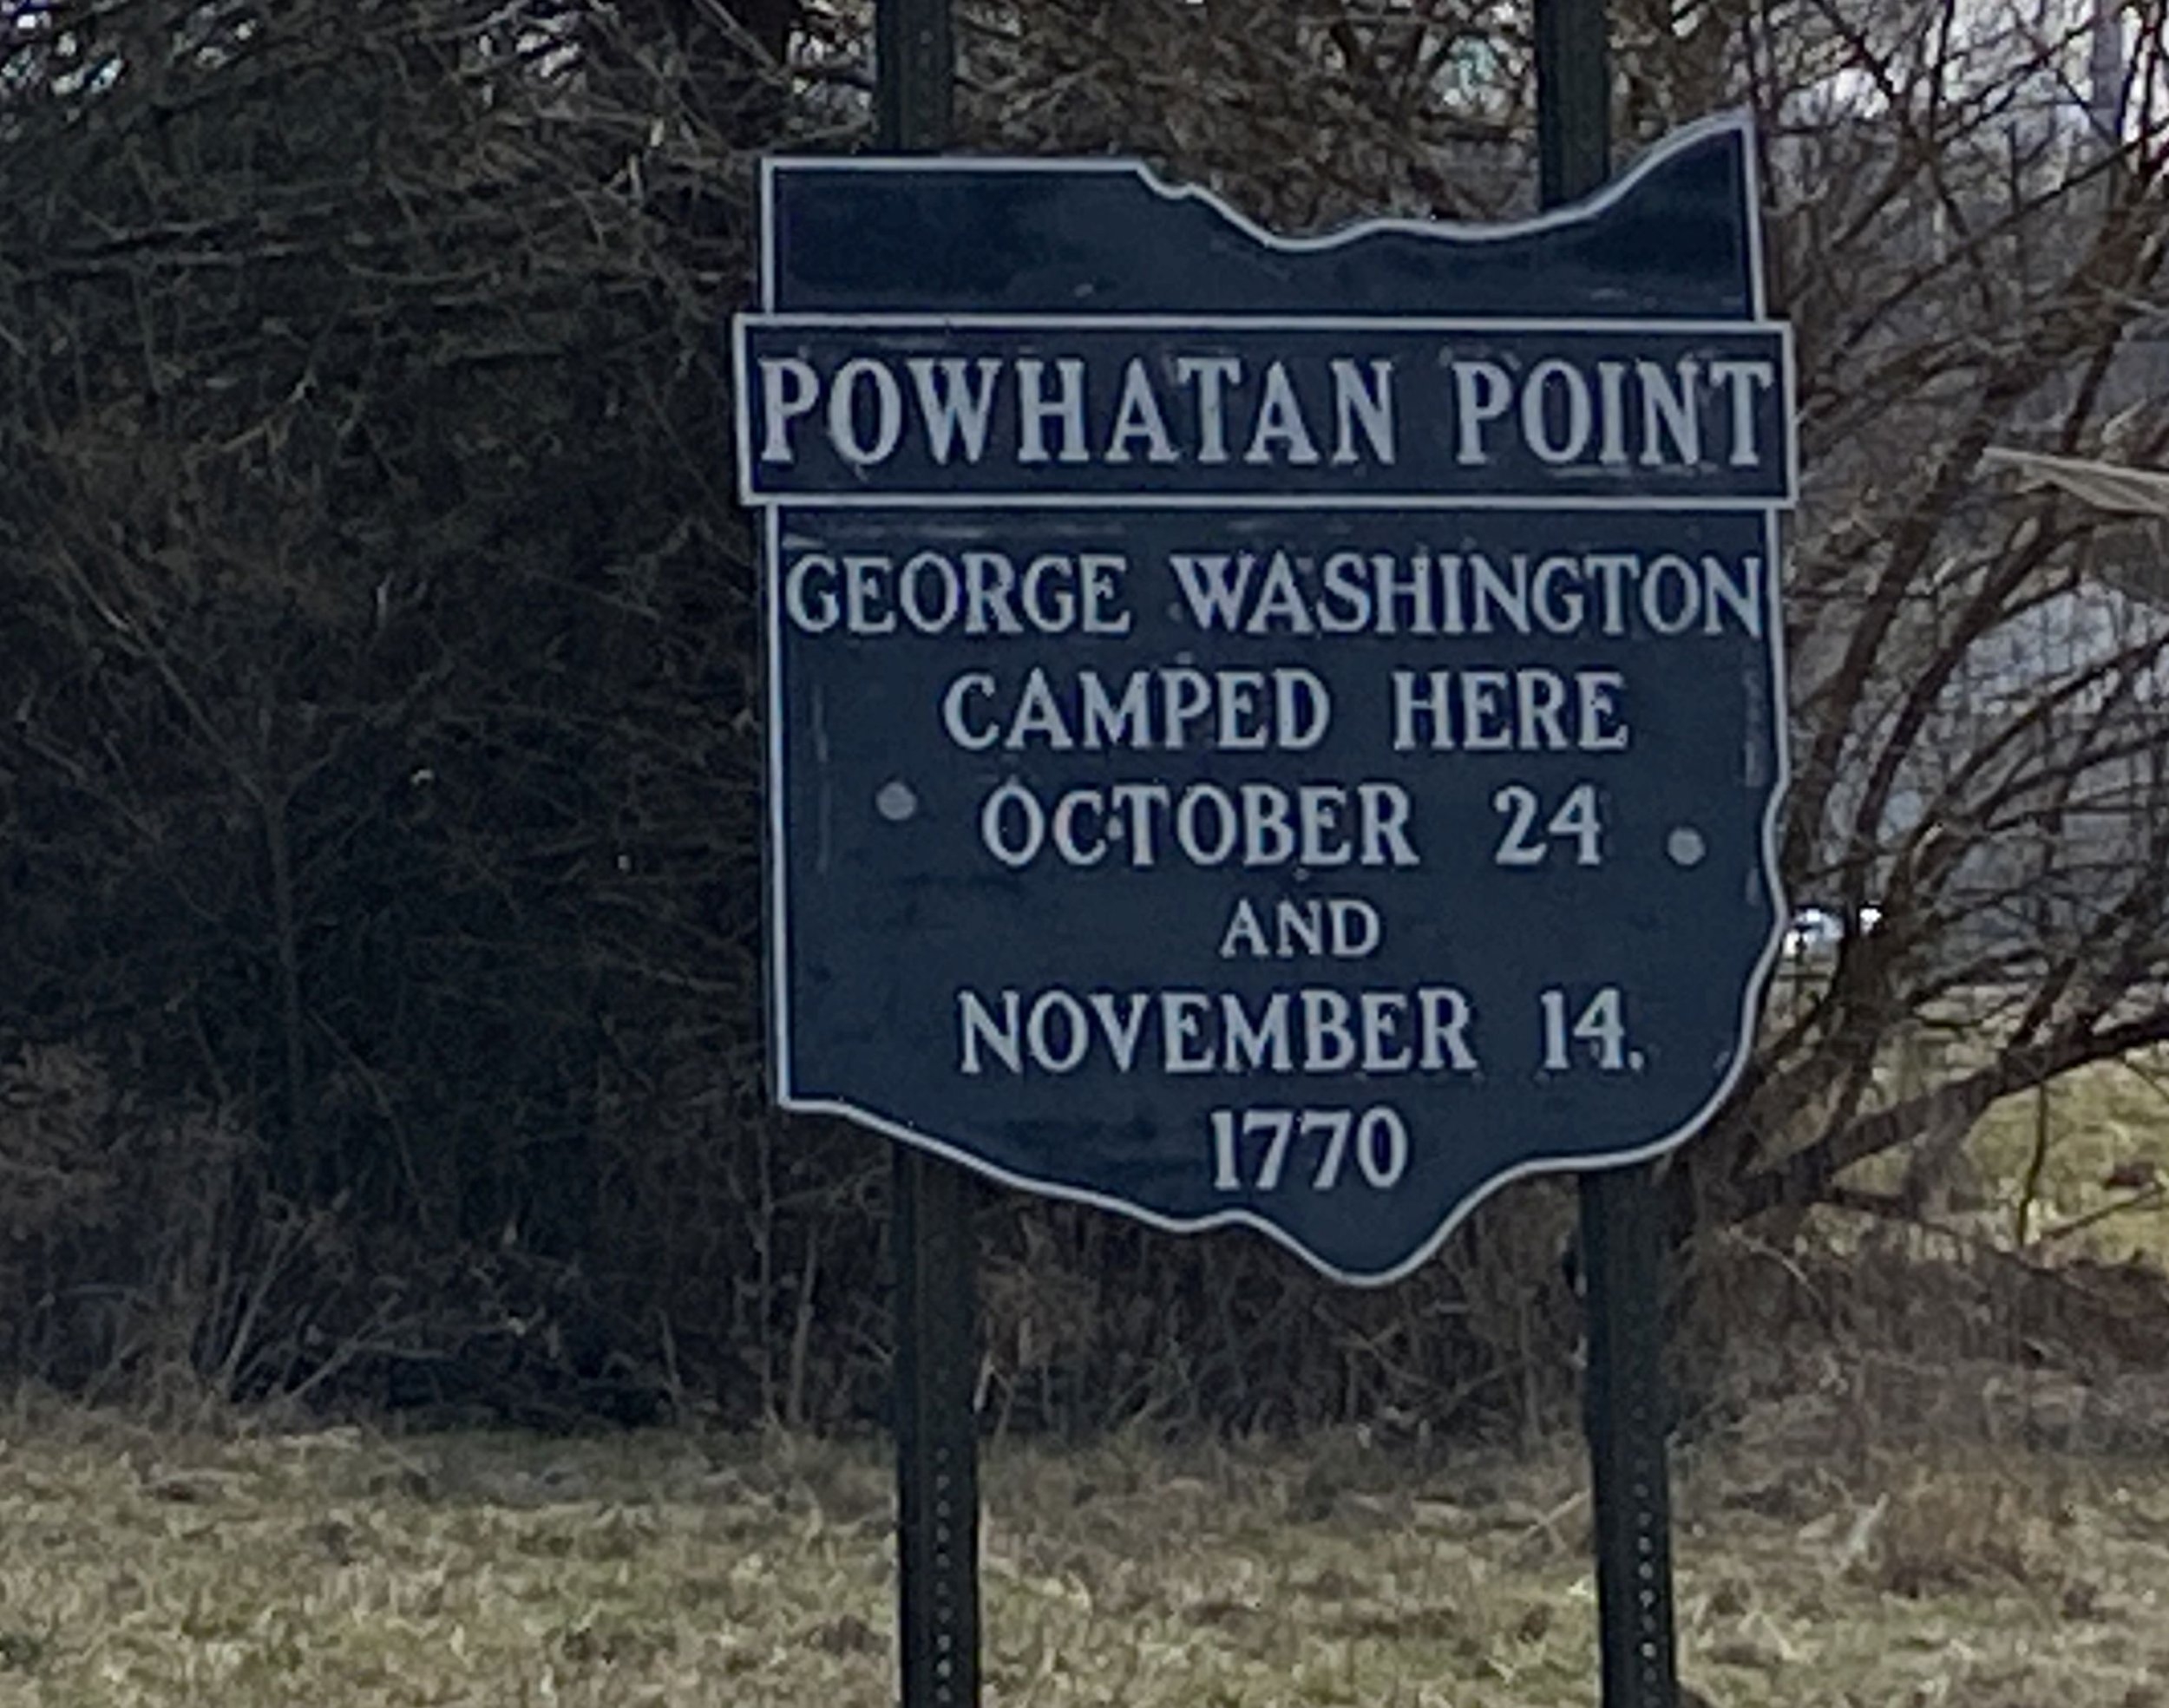 POWHATAN POINT
GEORGE WASHINGTON
CAMPED HERE
OCTOBER 24
AND
NOVEMBER 14.
1770